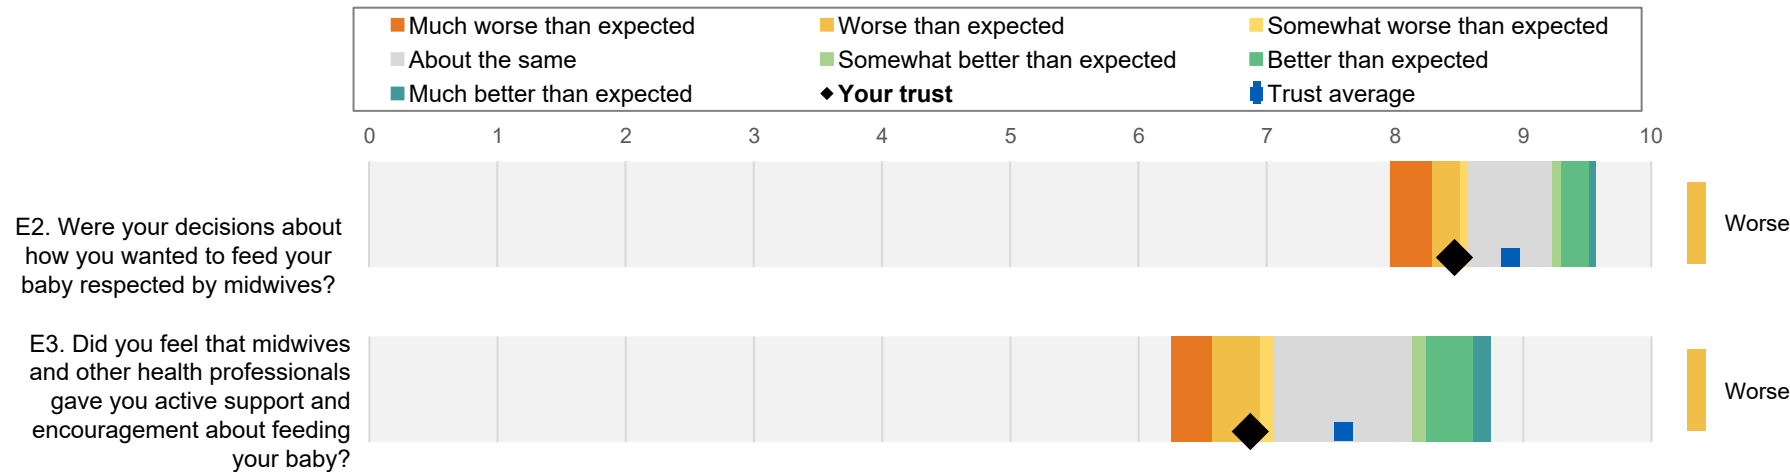 Much worse than expected
Worse than expected
Somewhat worse than expected
About the same
Somewhat better than expected
Better than expected
Much better than expected
Your trust
Trust average
0 1 2 3 4 5 6 7 8 9 10
E2. Were your decisions about
how you wanted to feed your
baby respected by midwives?
Worse
E3. Did you feel that midwives
and other health professionals
gave you active support and
encouragement about feeding
your baby?
Worse